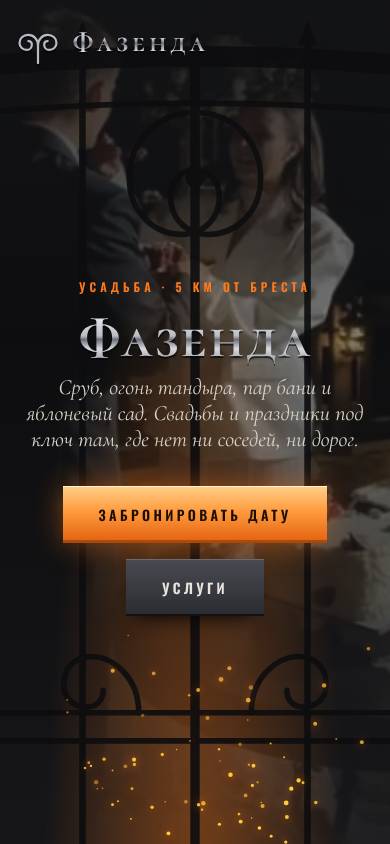 Фазенда
УСАДЬБА · 5 КМ ОТ БРЕСТА
Фазенда
Сруб, огонь тандыра, пар бани и
яблоневый сад. Свадьбы и праздники под
ключ там, где нет ни соседей, ни дорог.
ЗАБРОНИРОВАТЬ ДАТУ
УСЛУГИ